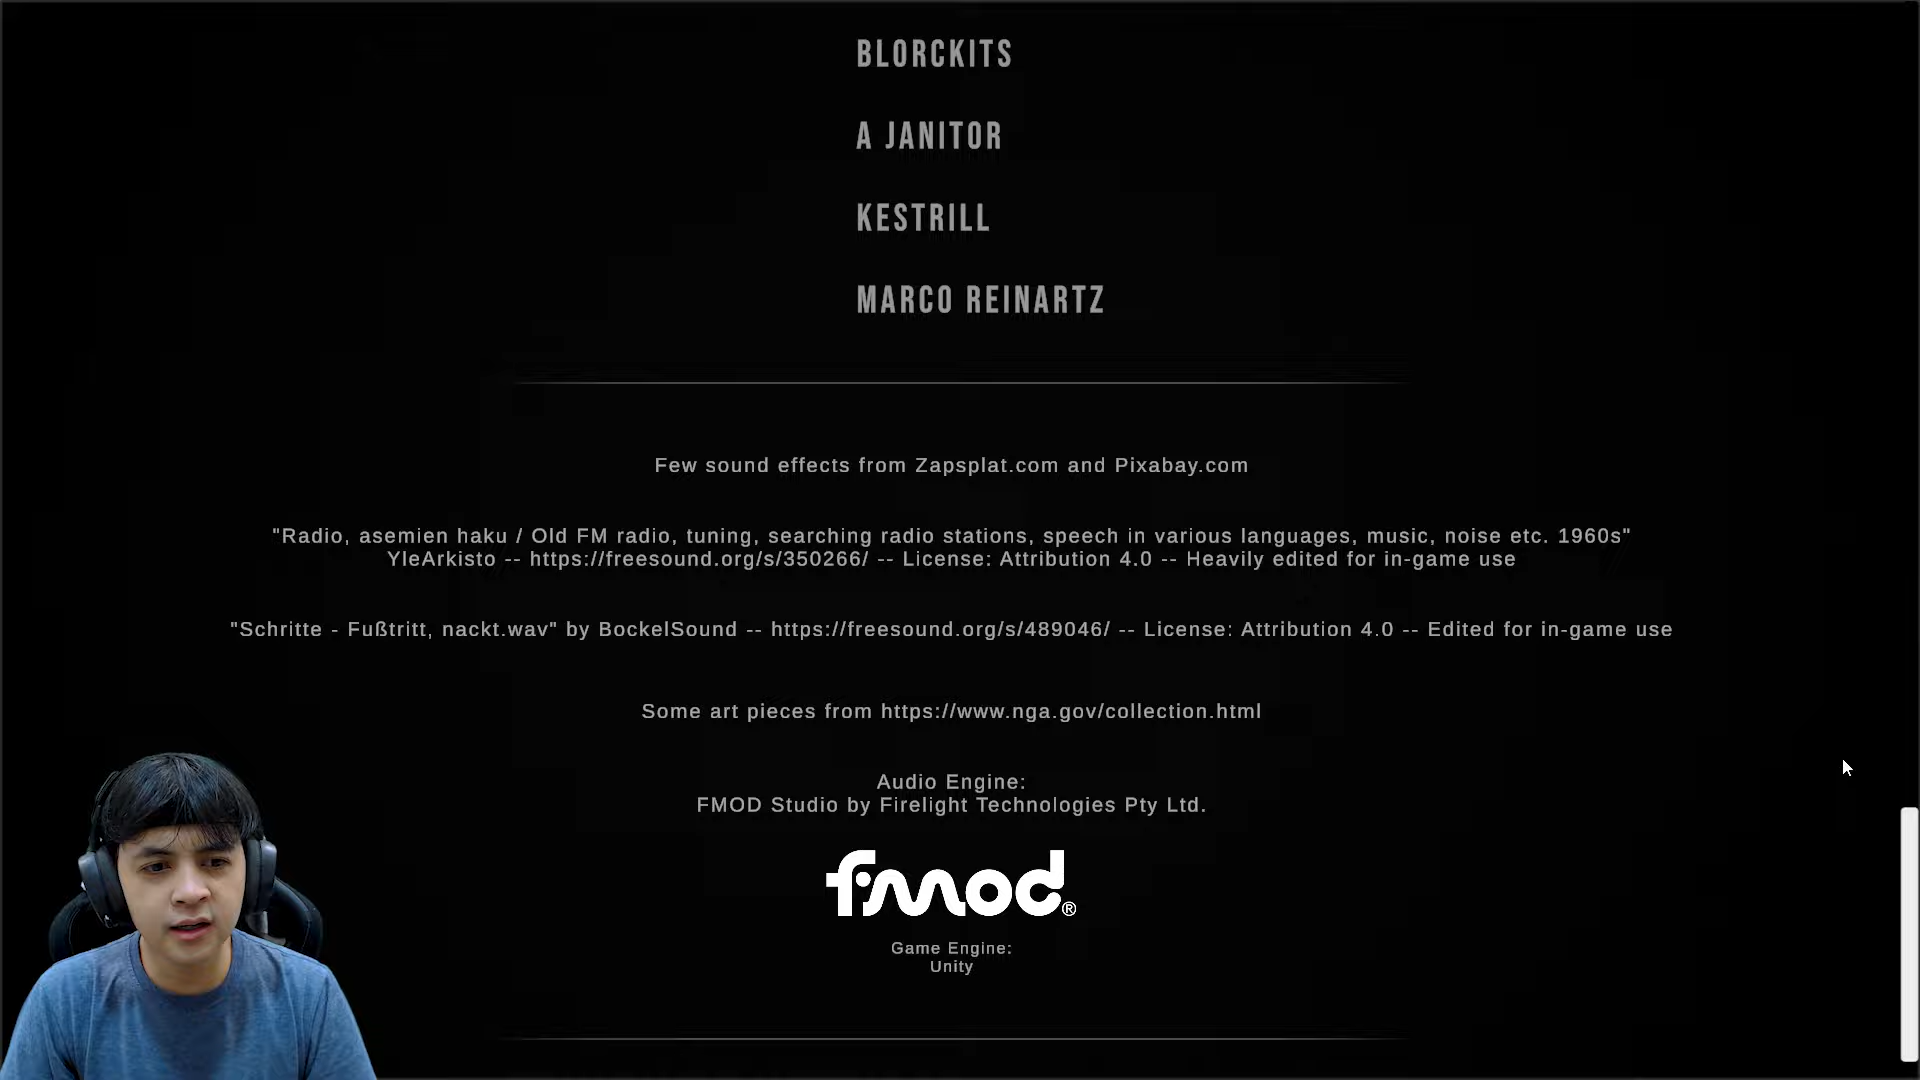 BLORCKITS
A JANITOR
KESTRILL
MARCO REINARTZ
Few sound effects from Zapsplat.com and Pixabay.com
"Radio, asemien haku / Old FM radio, tuning, searching radio stations, speech in various languages, music, noise etc. 1960s"
YleArkisto -- https://freesound.org/s/350266/ -- License: Attribution 4.0 -- Heavily edited for in-game use
"Schritte - Fußtritt, nackt.wav" by BockelSound -- https://freesound.org/s/489046/ -- License: Attribution 4.0 -- Edited for in-game use
Some art pieces from https://www.nga.gov/collection.html
Audio Engine:
FMOD Studio by Firelight Technologies Pty Ltd.
fmod®
Game Engine:
Unity